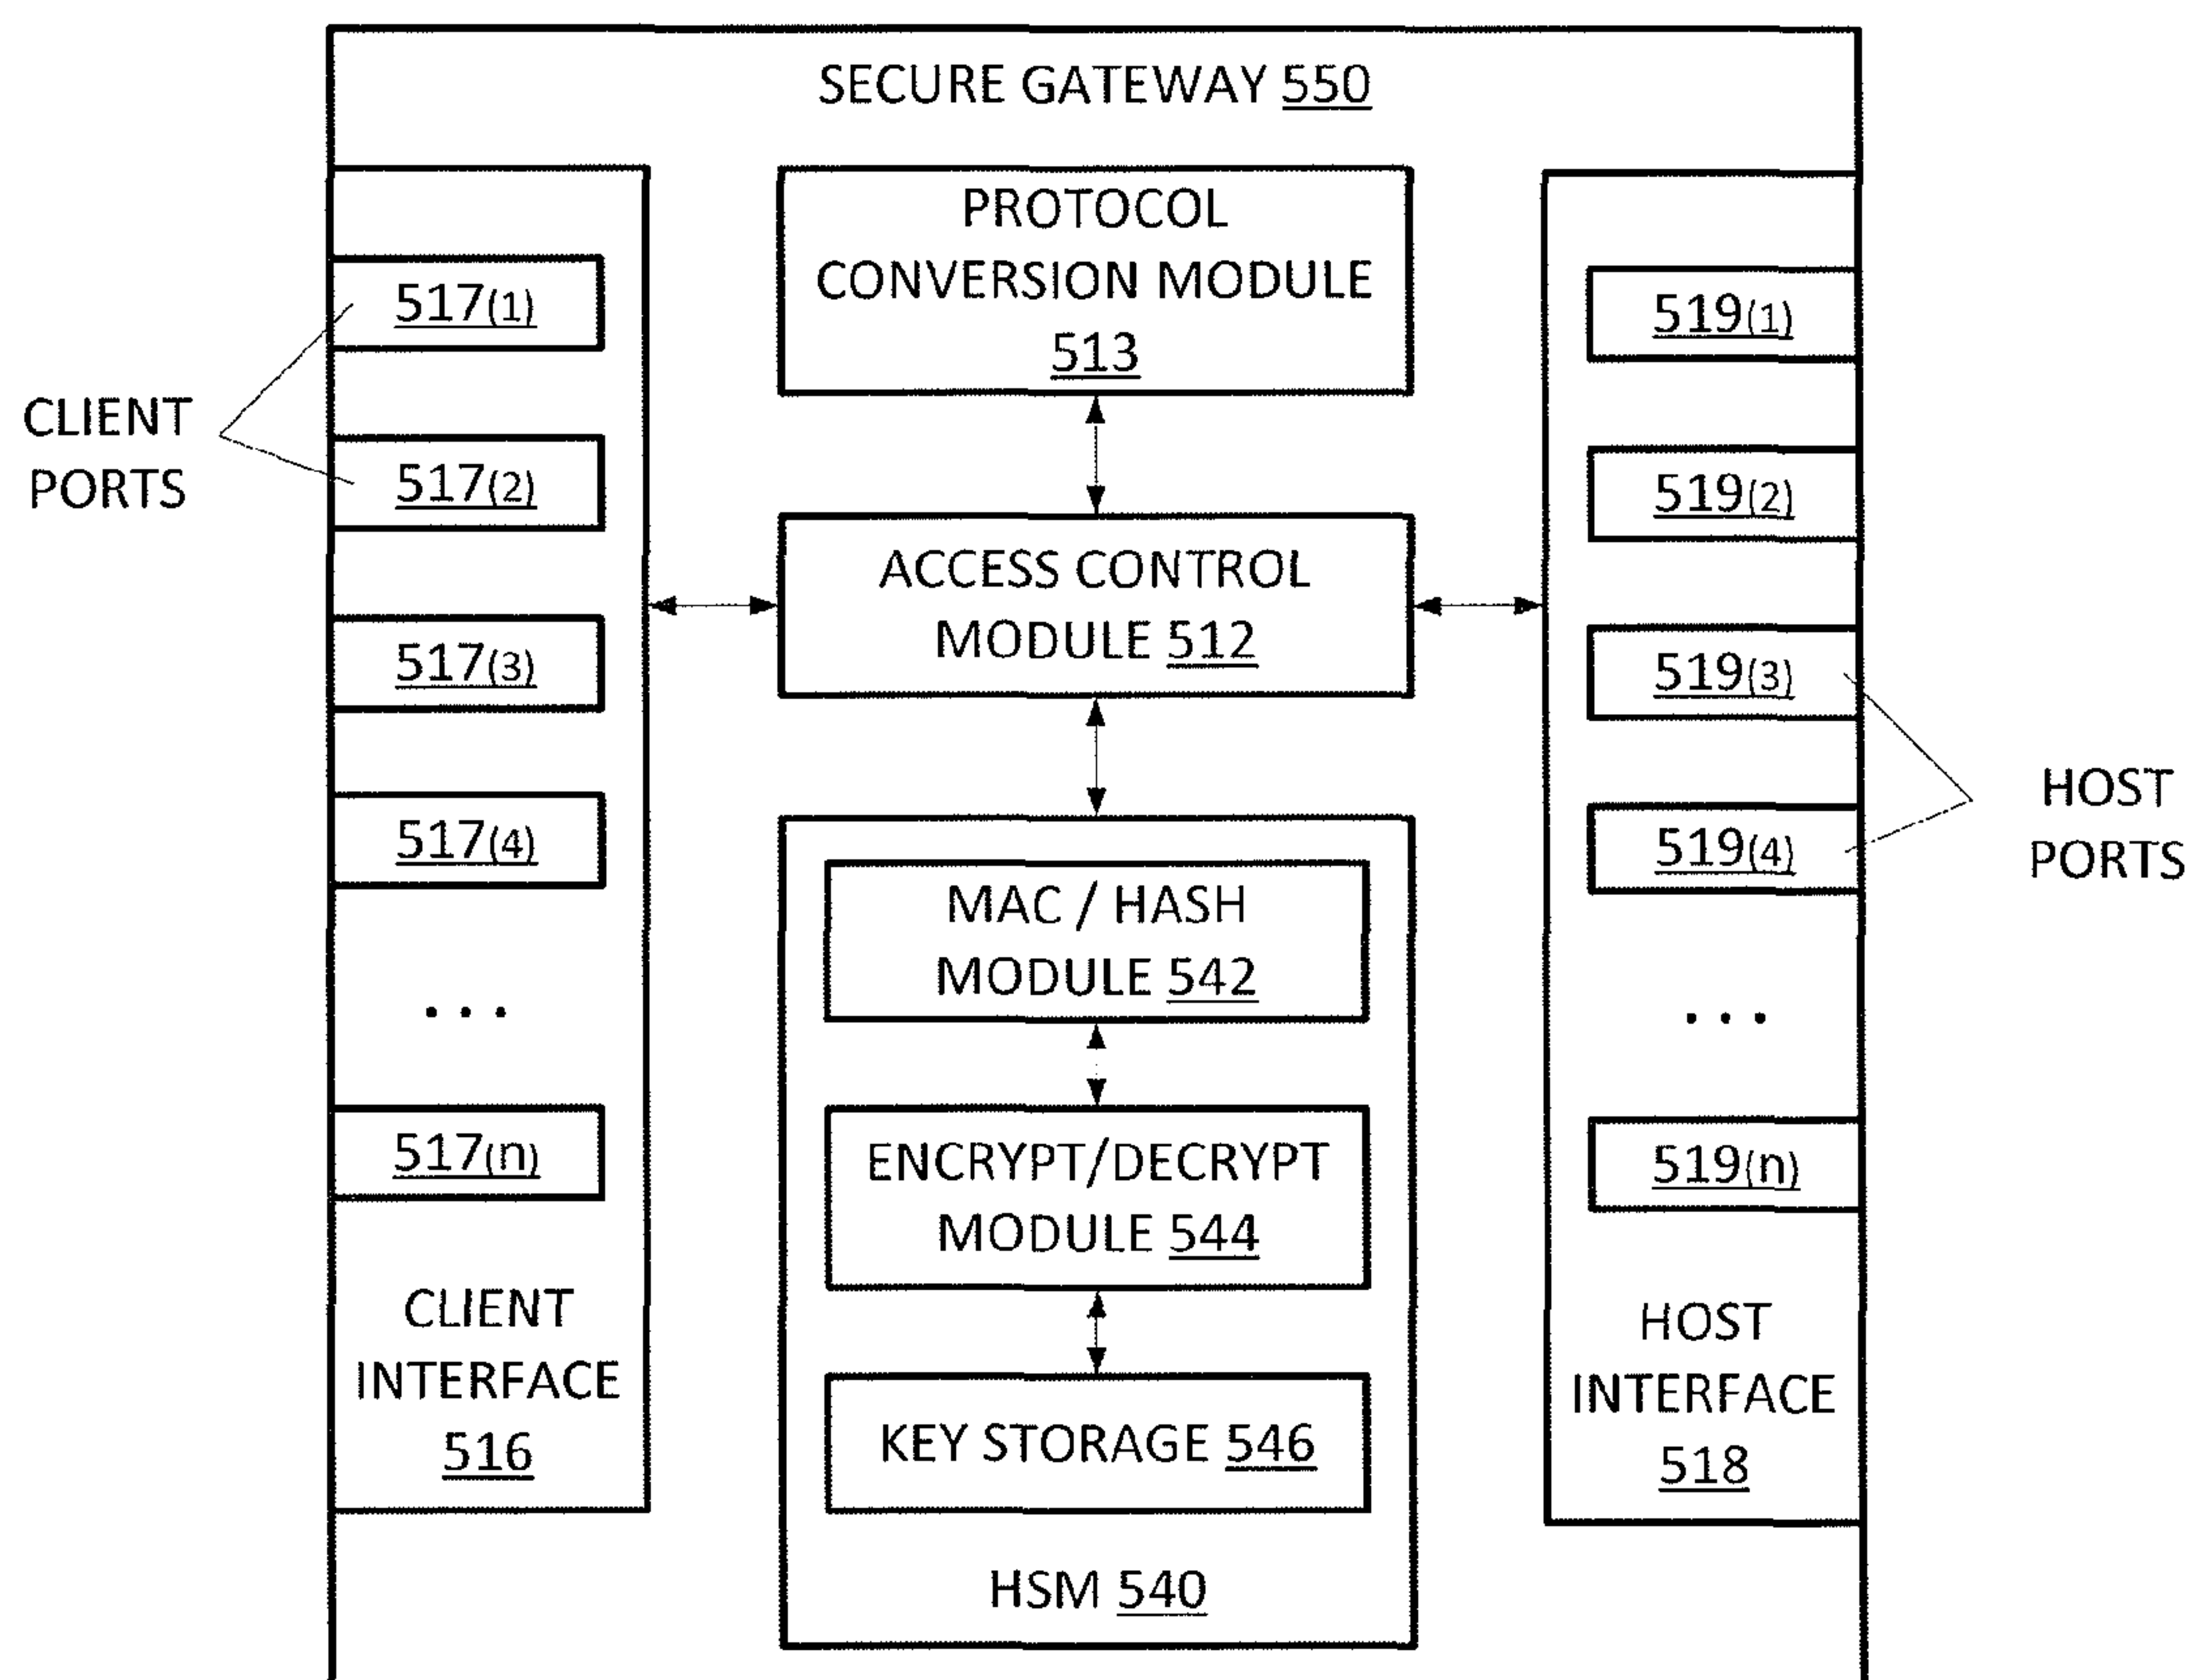 SECURE GATEWAY 550
PROTOCOL
CONVERSION MODULE
513
517(1)
519(1)
CLIENT
PORTS
517(2)
519(2)
ACCESS CONTROL
MODULE 512
517(3)
519(3)
HOST
PORTS
517(4)
519(4)
MAC / HASH
MODULE 542
...
...
ENCRYPT/DECRYPT
MODULE 544
517(n)
519(n)
CLIENT
INTERFACE
516
HOST
INTERFACE
518
KEY STORAGE 546
HSM 540